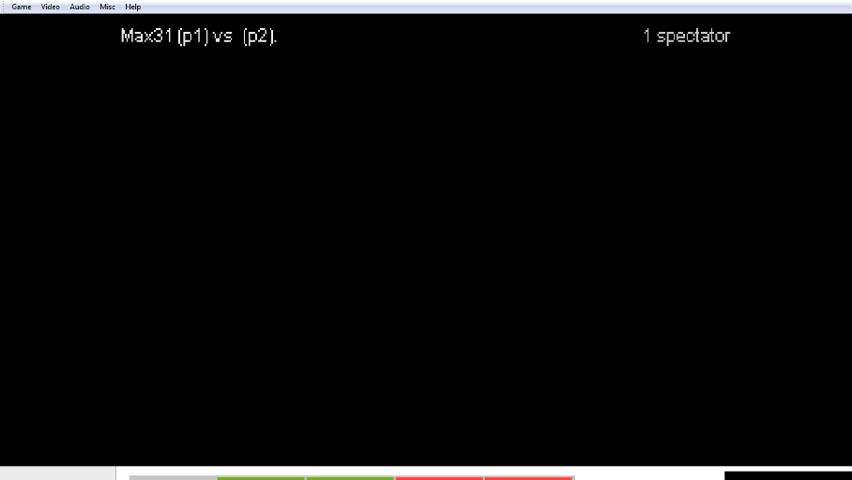 Game Video Audio Misc Help
Max31 (p1) vs (p2). 1 spectator